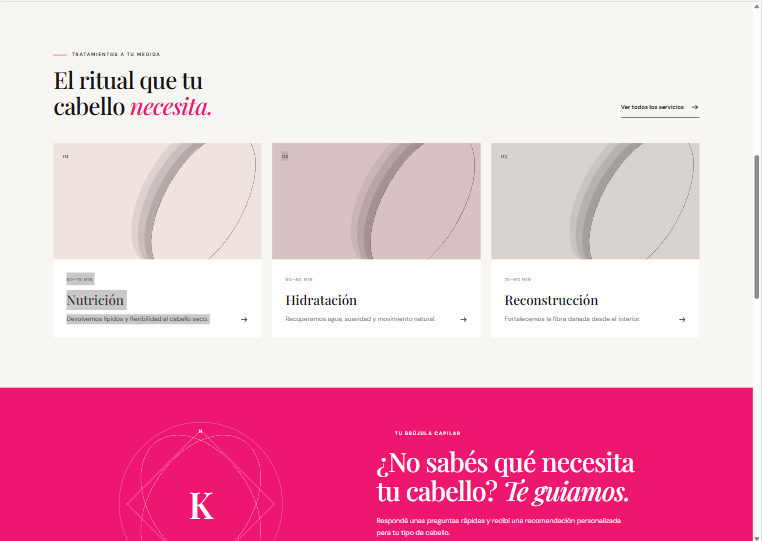 TRATAMIENTOS A TU MEDIDA
El ritual que tu
cabello necesita.
Ver todos los servicios
01
02
03
60–75 MIN
Nutrición
Devolvemos lípidos y flexibilidad al cabello seco.
50–60 MIN
Hidratación
Recuperamos agua, suavidad y movimiento natural.
75–90 MIN
Reconstrucción
Fortalecemos la fibra dañada desde el interior.
N
K
TU BRÚJULA CAPILAR
¿No sabés qué necesita
tu cabello? Te guiamos.
Respondé unas preguntas rápidas y recibí una recomendación personalizada
para tu tipo de cabello.